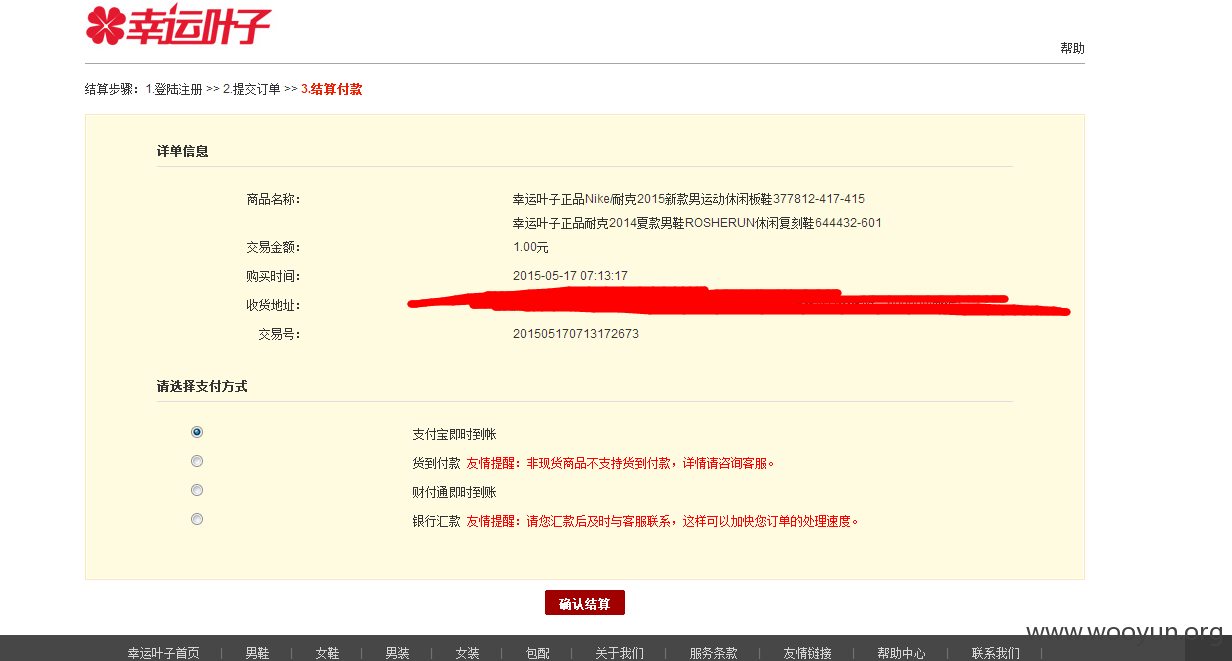 幸运叶子
帮助
结算步骤：1.登陆注册 >> 2.提交订单 >> 3.结算付款
详单信息
商品名称： 幸运叶子正品Nike/耐克2015新款男运动休闲板鞋377812-417-415
幸运叶子正品耐克2014夏款男鞋ROSHERUN休闲复刻鞋644432-601
交易金额： 1.00元
购买时间： 2015-05-17 07:13:17
收货地址：
交易号： 201505170713172673
请选择支付方式
支付宝即时到帐
货到付款 友情提醒：非现货商品不支持货到付款，详情请咨询客服。
财付通即时到账
银行汇款 友情提醒：请您汇款后及时与客服联系，这样可以加快您订单的处理速度。
确认结算
www.wooyun.org
幸运叶子首页 | 男鞋 | 女鞋 | 男装 | 女装 | 包配 | 关于我们 | 服务条款 | 友情链接 | 帮助中心 | 联系我们 |